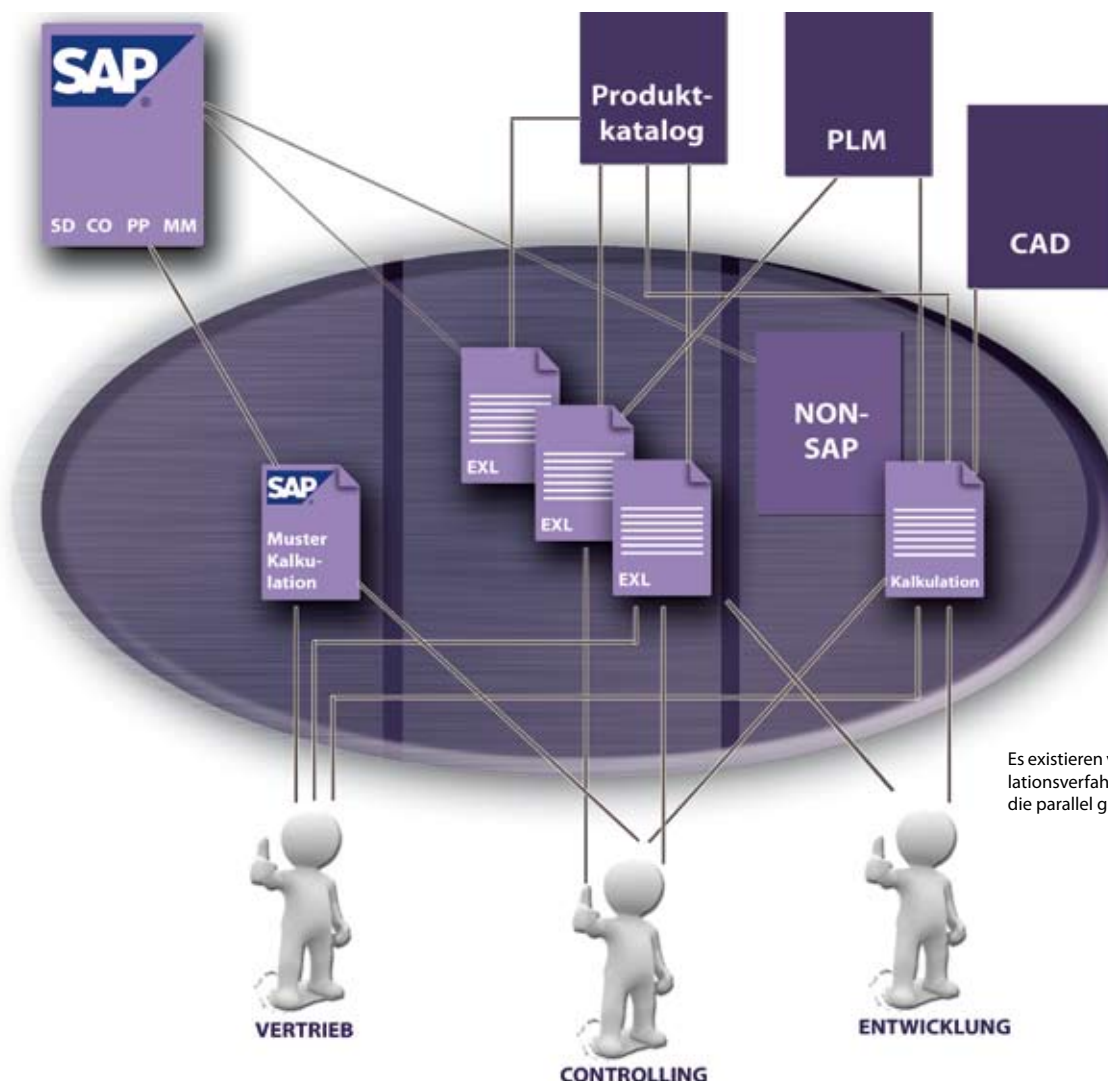 SAP
®
SD CO PP MM
Produkt-
katalog
PLM
CAD
NON-
SAP
EXL
EXL
EXL
SAP
Muster
Kalku-
lation
Kalkulation
Es existieren
lationsverfah
die parallel g
VERTRIEB
CONTROLLING
ENTWICKLUNG